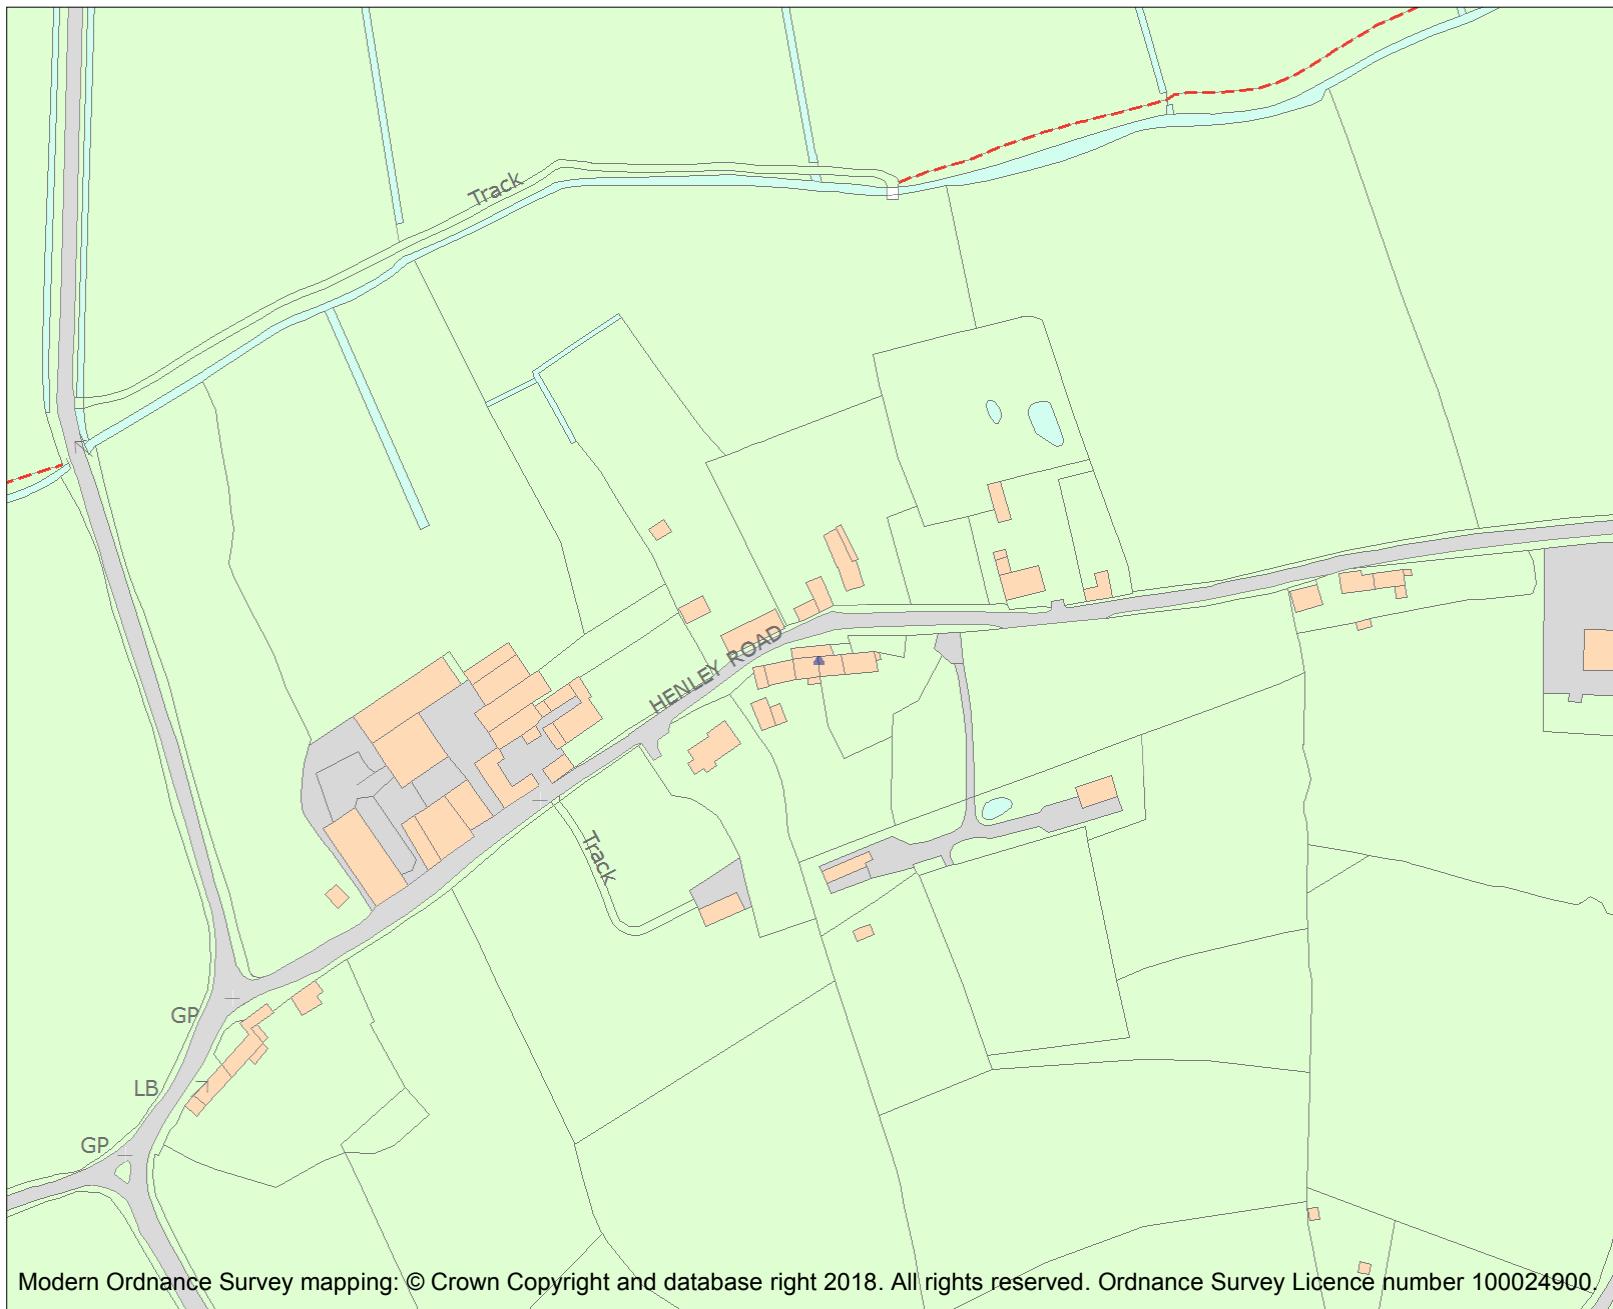 Track
HENLEY ROAD
Track
GP
LB
GP
Modern Ordnance Survey mapping: © Crown Copyright and database right 2018. All rights reserved. Ordnance Survey Licence number 100024900.